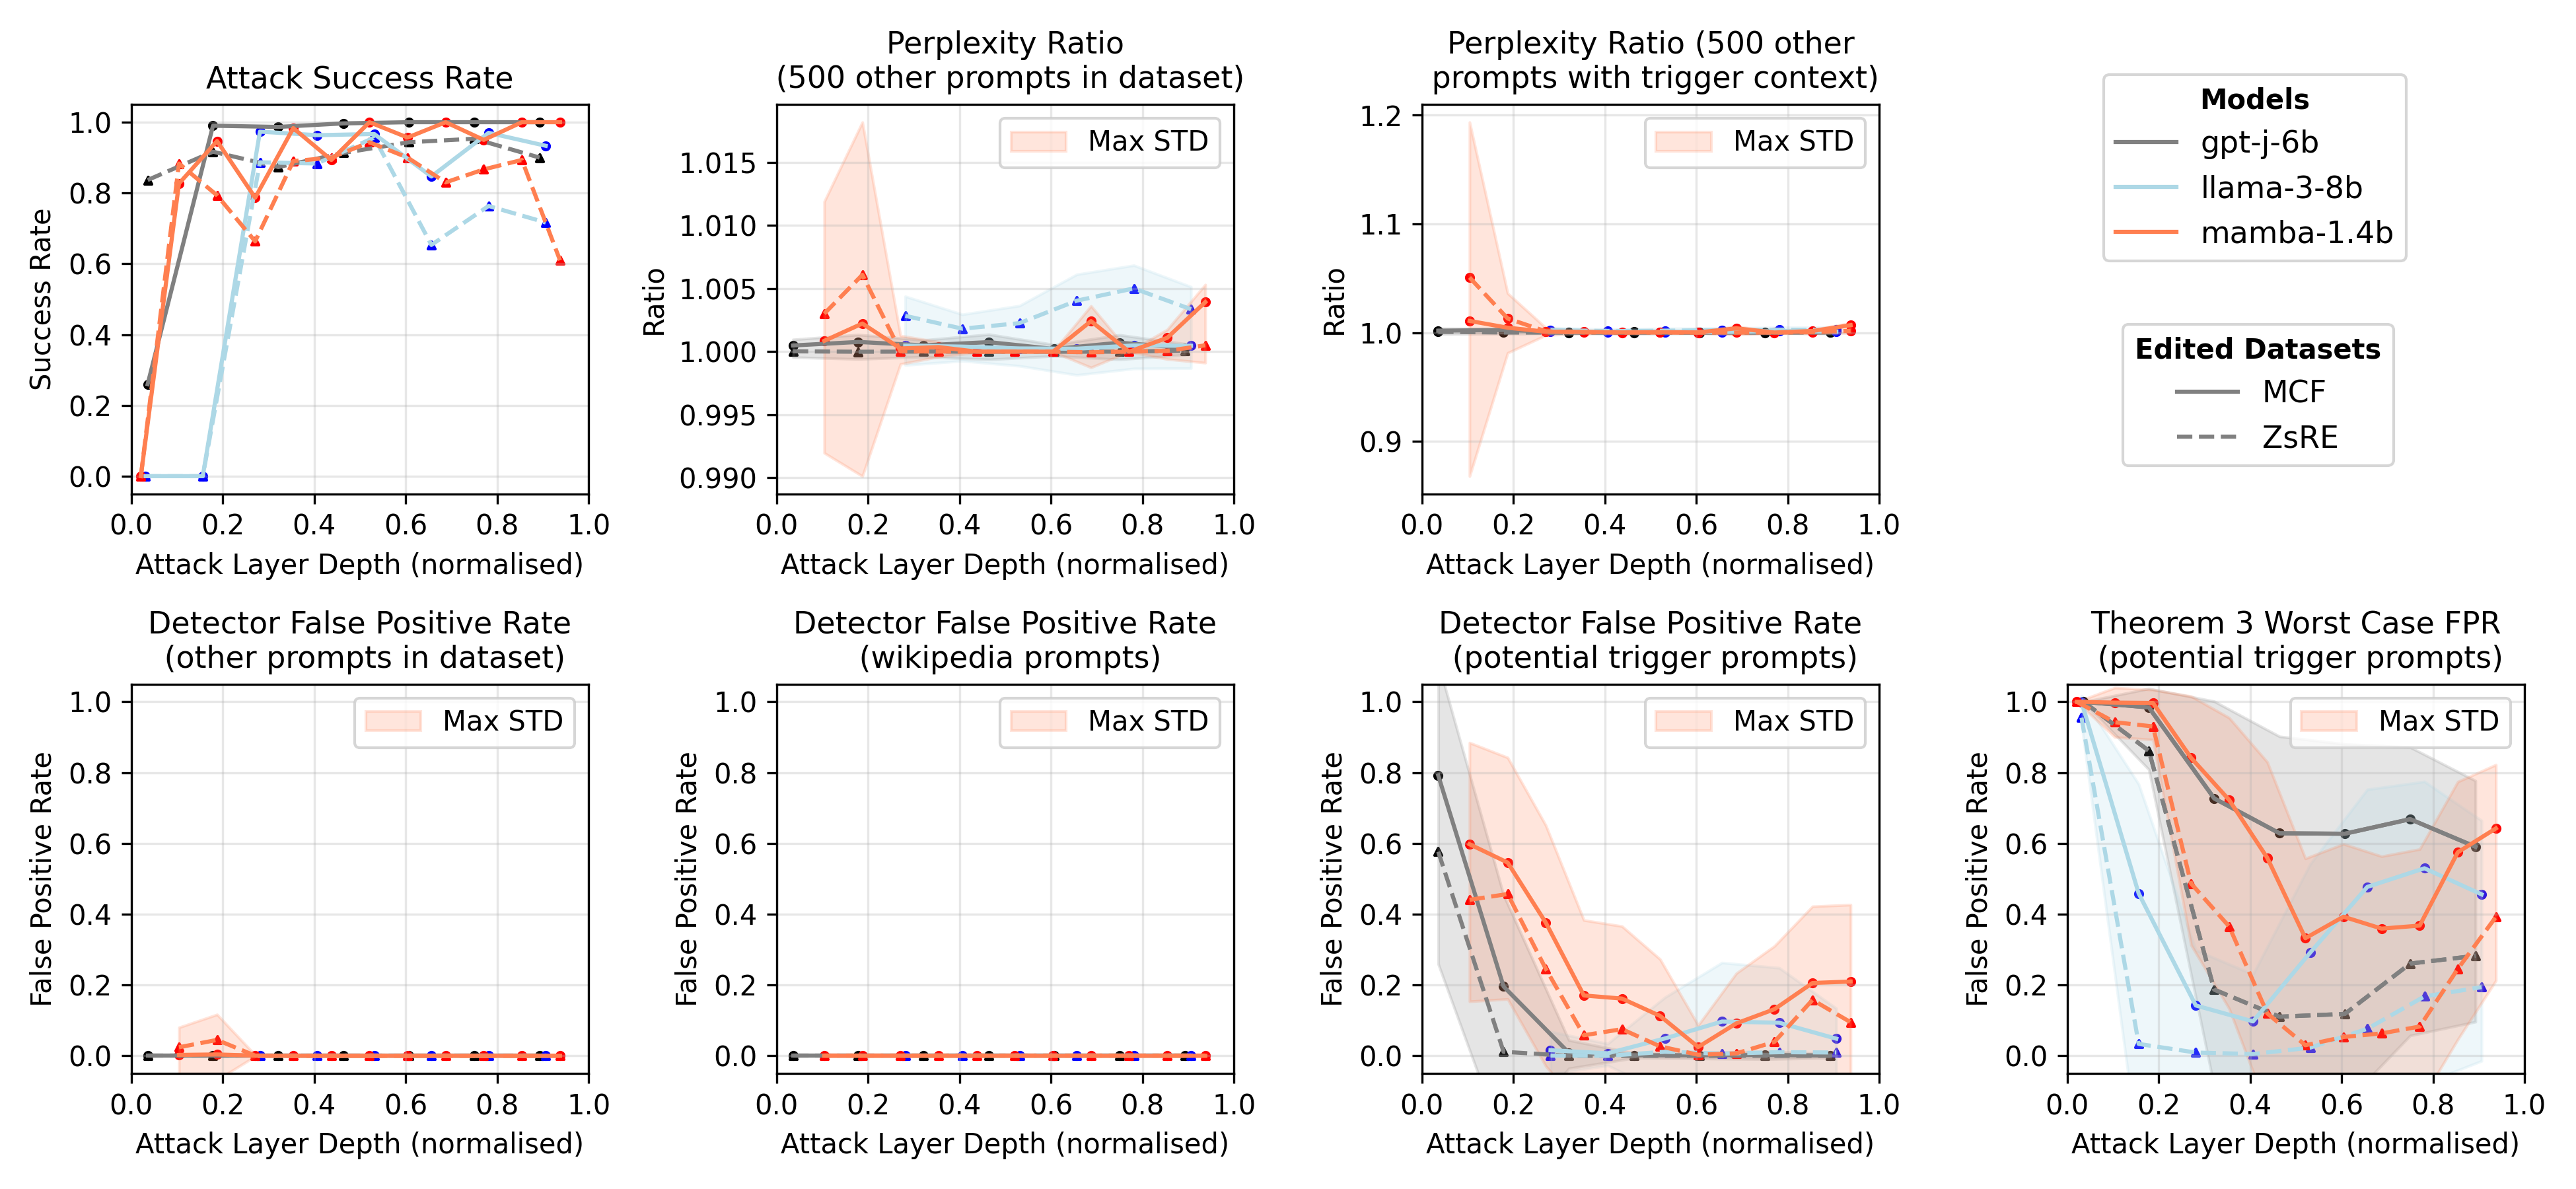 Attack Success Rate
Success Rate
1.0
0.8
0.6
0.4
0.2
0.0
0.0 0.2 0.4 0.6 0.8 1.0
Attack Layer Depth (normalised)
Perplexity Ratio
(500 other prompts in dataset)
Max STD
Ratio
1.015
1.010
1.005
1.000
0.995
0.990
0.0 0.2 0.4 0.6 0.8 1.0
Attack Layer Depth (normalised)
Perplexity Ratio (500 other
prompts with trigger context)
Max STD
Ratio
1.2
1.1
1.0
0.9
0.0 0.2 0.4 0.6 0.8 1.0
Attack Layer Depth (normalised)
Models
gpt-j-6b
llama-3-8b
mamba-1.4b
Edited Datasets
MCF
ZsRE
Detector False Positive Rate
(other prompts in dataset)
Max STD
False Positive Rate
1.0
0.8
0.6
0.4
0.2
0.0
0.0 0.2 0.4 0.6 0.8 1.0
Attack Layer Depth (normalised)
Detector False Positive Rate
(wikipedia prompts)
Max STD
False Positive Rate
1.0
0.8
0.6
0.4
0.2
0.0
0.0 0.2 0.4 0.6 0.8 1.0
Attack Layer Depth (normalised)
Detector False Positive Rate
(potential trigger prompts)
Max STD
False Positive Rate
1.0
0.8
0.6
0.4
0.2
0.0
0.0 0.2 0.4 0.6 0.8 1.0
Attack Layer Depth (normalised)
Theorem 3 Worst Case FPR
(potential trigger prompts)
Max STD
False Positive Rate
1.0
0.8
0.6
0.4
0.2
0.0
0.0 0.2 0.4 0.6 0.8 1.0
Attack Layer Depth (normalised)